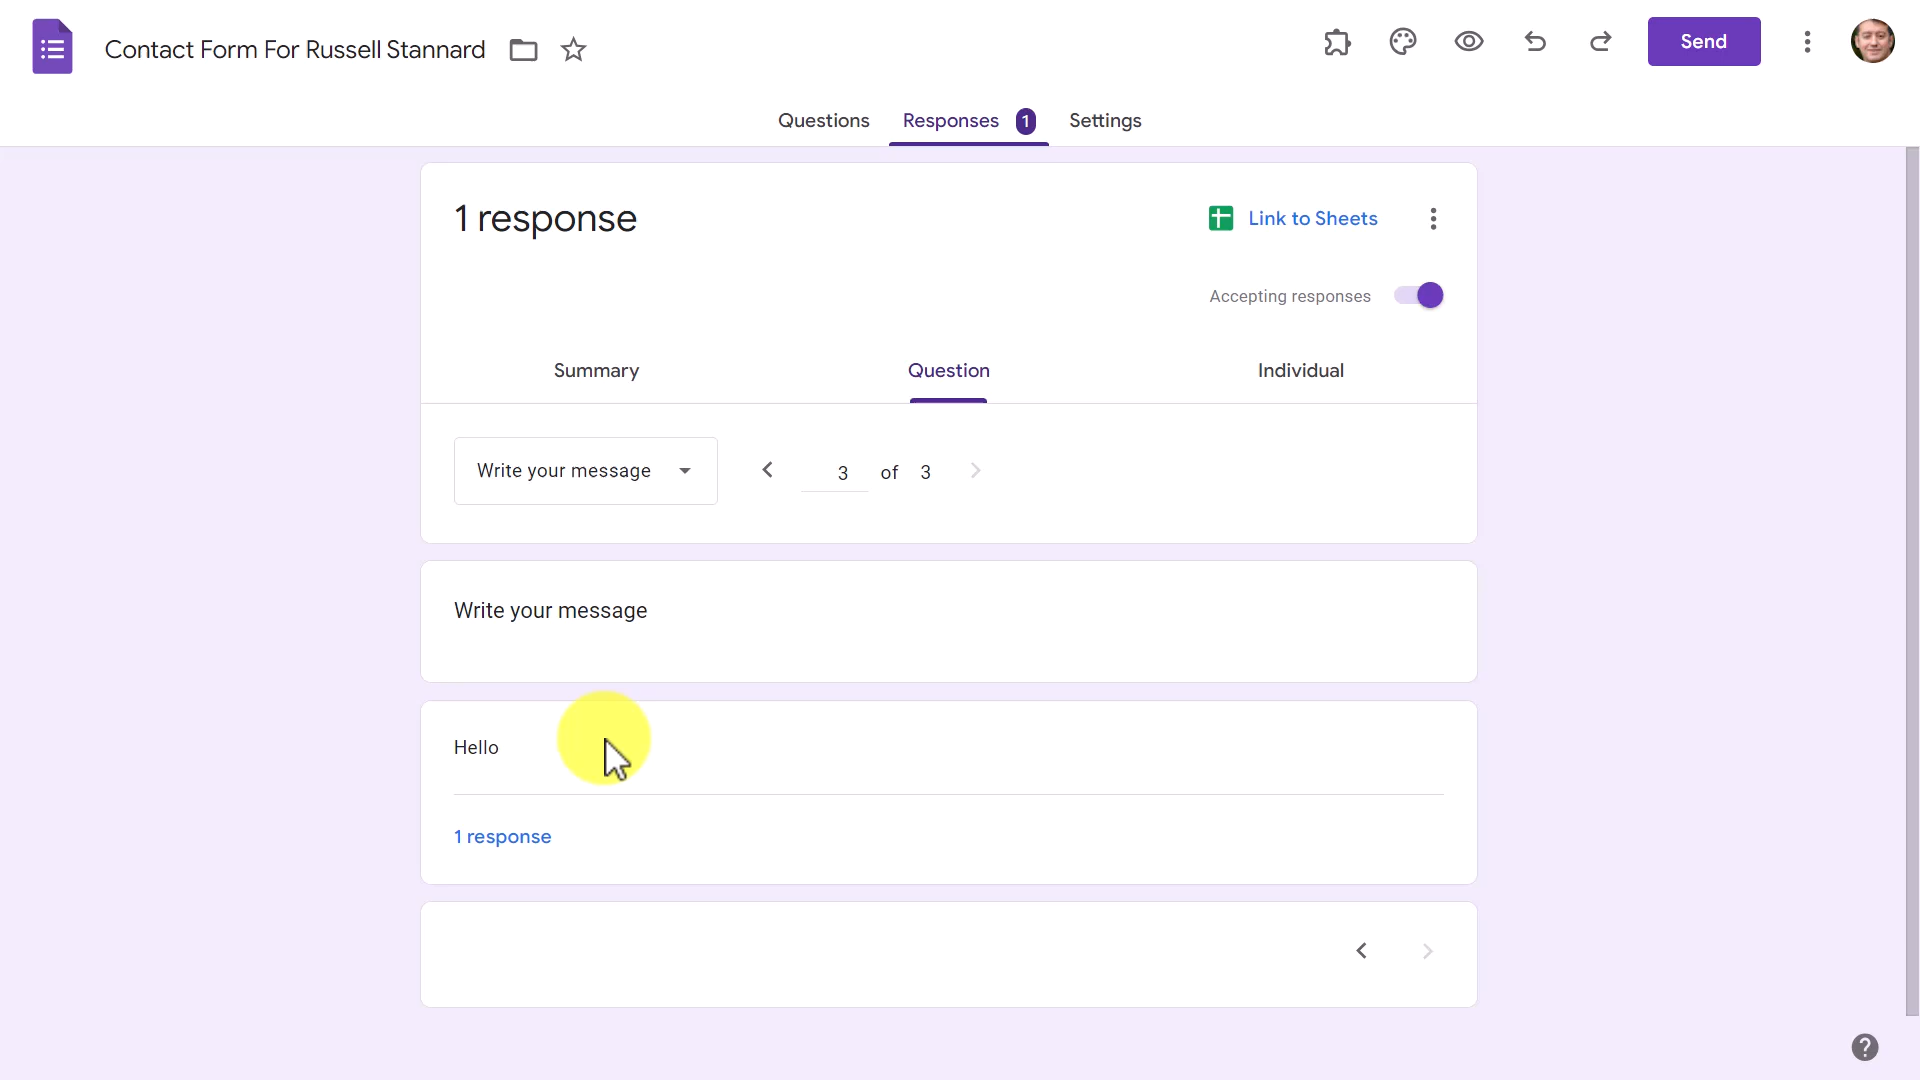 Contact Form For Russell Stannard
Send
Questions
Responses 1
Settings
1 response
Link to Sheets
Accepting responses
Summary
Question
Individual
Write your message
3 of 3
Write your message
Hello
1 response
?